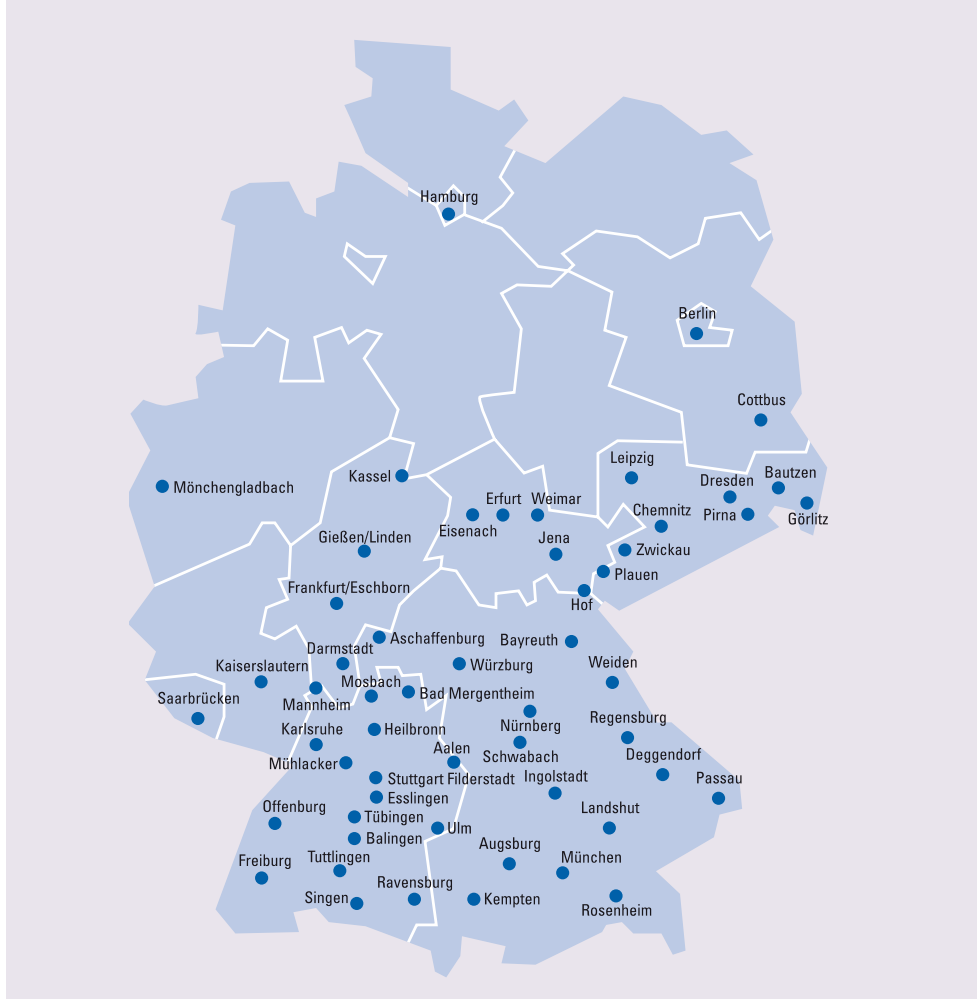 Hamburg
Berlin
Cottbus
Leipzig
Kassel
Mönchengladbach
Dresden
Bautzen
Erfurt
Weimar
Chemnitz
Pirna
Görlitz
Eisenach
Gießen/Linden
Jena
Zwickau
Plauen
Frankfurt/Eschborn
Hof
Aschaffenburg
Bayreuth
Darmstadt
Kaiserslautern
Würzburg
Weiden
Mosbach
Saarbrücken
Bad Mergentheim
Mannheim
Regensburg
Karlsruhe
Heilbronn
Nürnberg
Aalen
Schwabach
Deggendorf
Mühlacker
Stuttgart Filderstadt
Ingolstadt
Passau
Esslingen
Offenburg
Landshut
Tübingen
Ulm
Balingen
Augsburg
Freiburg
Tuttlingen
München
Ravensburg
Singen
Kempten
Rosenheim